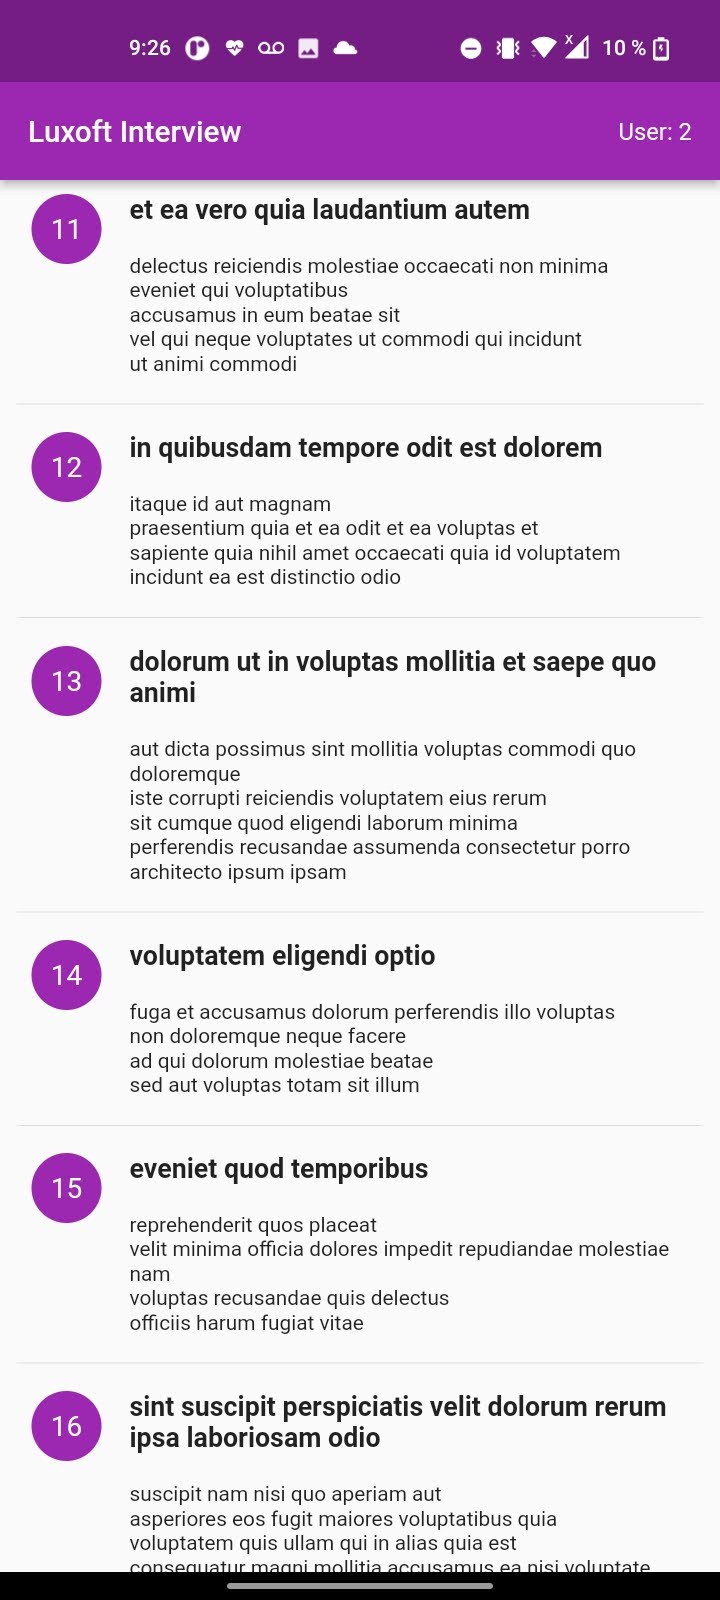 9:26
x
10 %
Luxoft Interview
User: 2
11
et ea vero quia laudantium autem
delectus reiciendis molestiae occaecati non minima
eveniet qui voluptatibus
accusamus in eum beatae sit
vel qui neque voluptates ut commodi qui incidunt
ut animi commodi
12
in quibusdam tempore odit est dolorem
itaque id aut magnam
praesentium quia et ea odit et ea voluptas et
sapiente quia nihil amet occaecati quia id voluptatem
incidunt ea est distinctio odio
13
dolorum ut in voluptas mollitia et saepe quo
animi
aut dicta possimus sint mollitia voluptas commodi quo
doloremque
iste corrupti reiciendis voluptatem eius rerum
sit cumque quod eligendi laborum minima
perferendis recusandae assumenda consectetur porro
architecto ipsum ipsam
14
voluptatem eligendi optio
fuga et accusamus dolorum perferendis illo voluptas
non doloremque neque facere
ad qui dolorum molestiae beatae
sed aut voluptas totam sit illum
15
eveniet quod temporibus
reprehenderit quos placeat
velit minima officia dolores impedit repudiandae molestiae
nam
voluptas recusandae quis delectus
officiis harum fugiat vitae
16
sint suscipit perspiciatis velit dolorum rerum
ipsa laboriosam odio
suscipit nam nisi quo aperiam aut
asperiores eos fugit maiores voluptatibus quia
voluptatem quis ullam qui in alias quia est
consequatur magni mollitia accusamus ea nisi voluptate